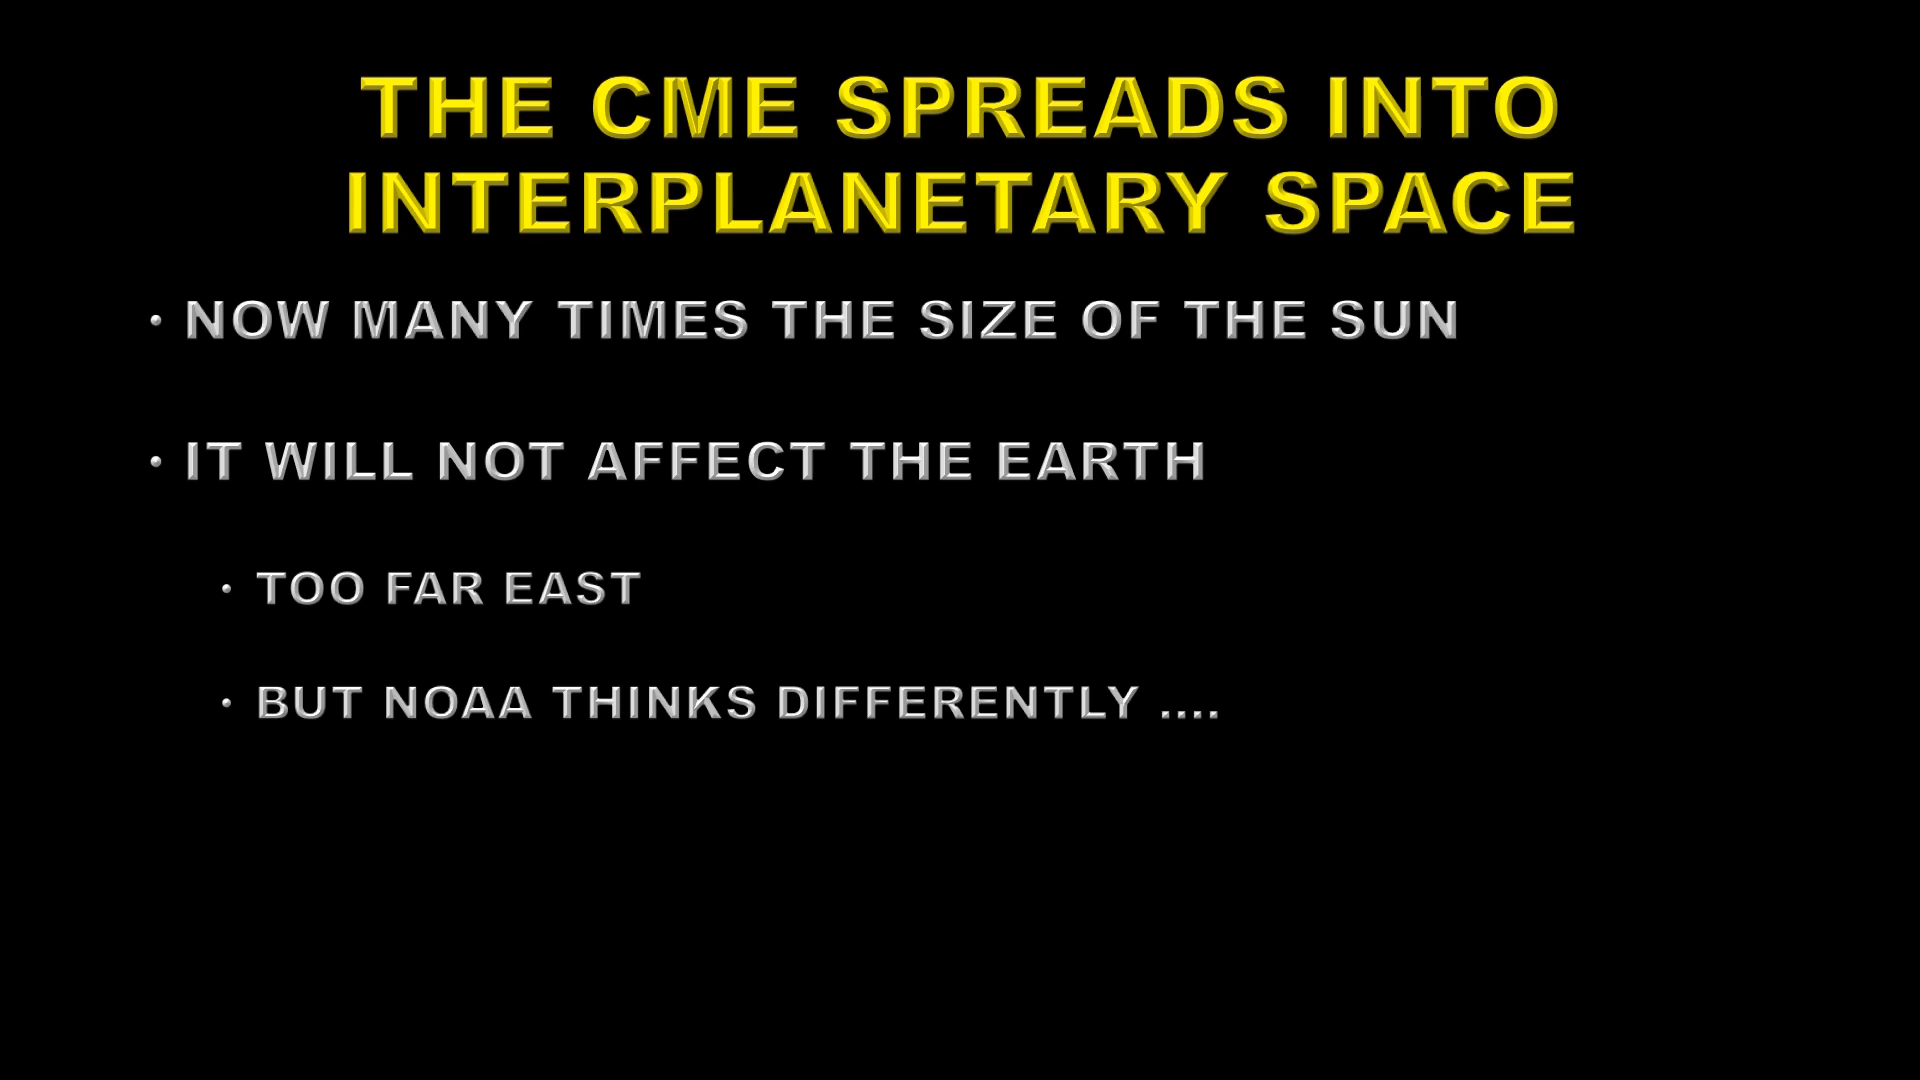 THE CME SPREADS INTO
INTERPLANETARY SPACE
• NOW MANY TIMES THE SIZE OF THE SUN
• IT WILL NOT AFFECT THE EARTH
• TOO FAR EAST
• BUT NOAA THINKS DIFFERENTLY ....